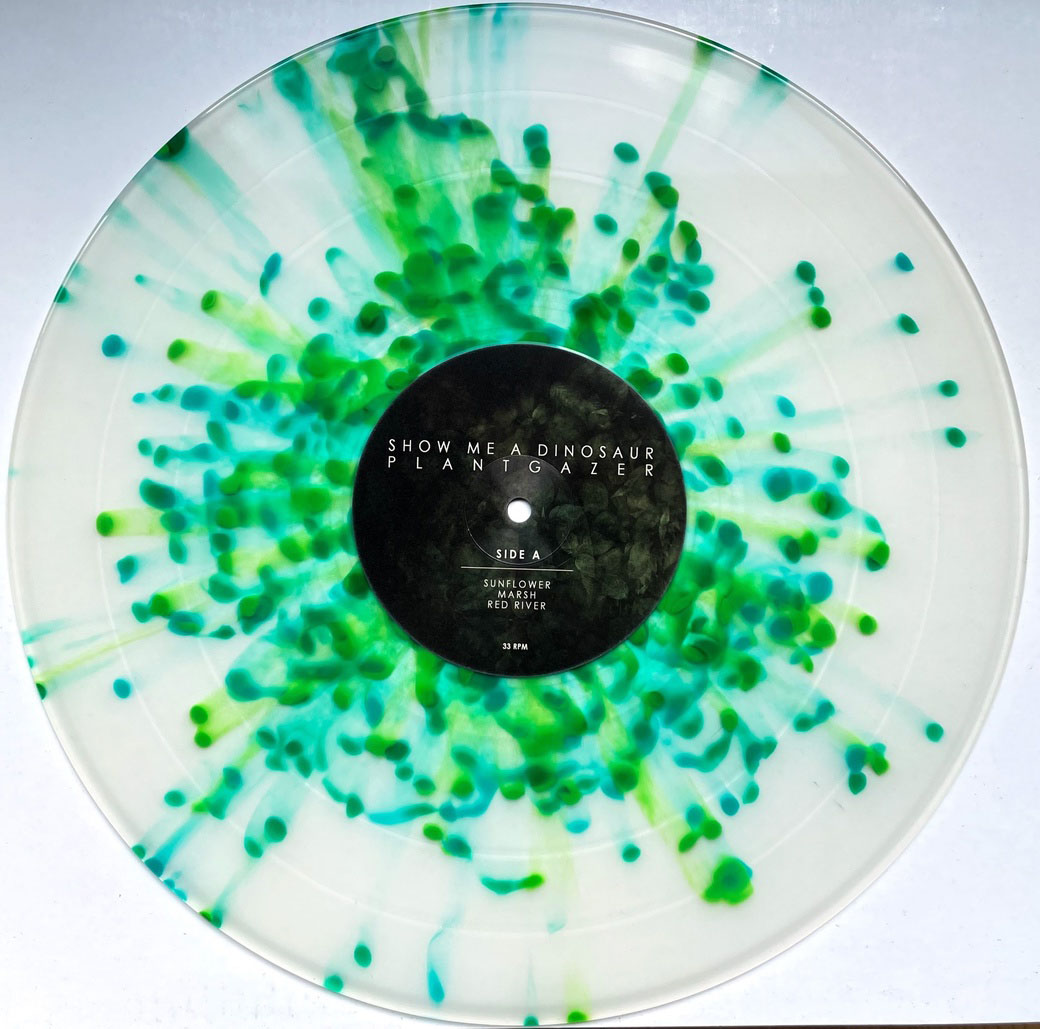 SHOW ME A DINOSAUR
PLANTGAZER
SIDE A
SUNFLOWER
MARSH
RED RIVER
33 RPM